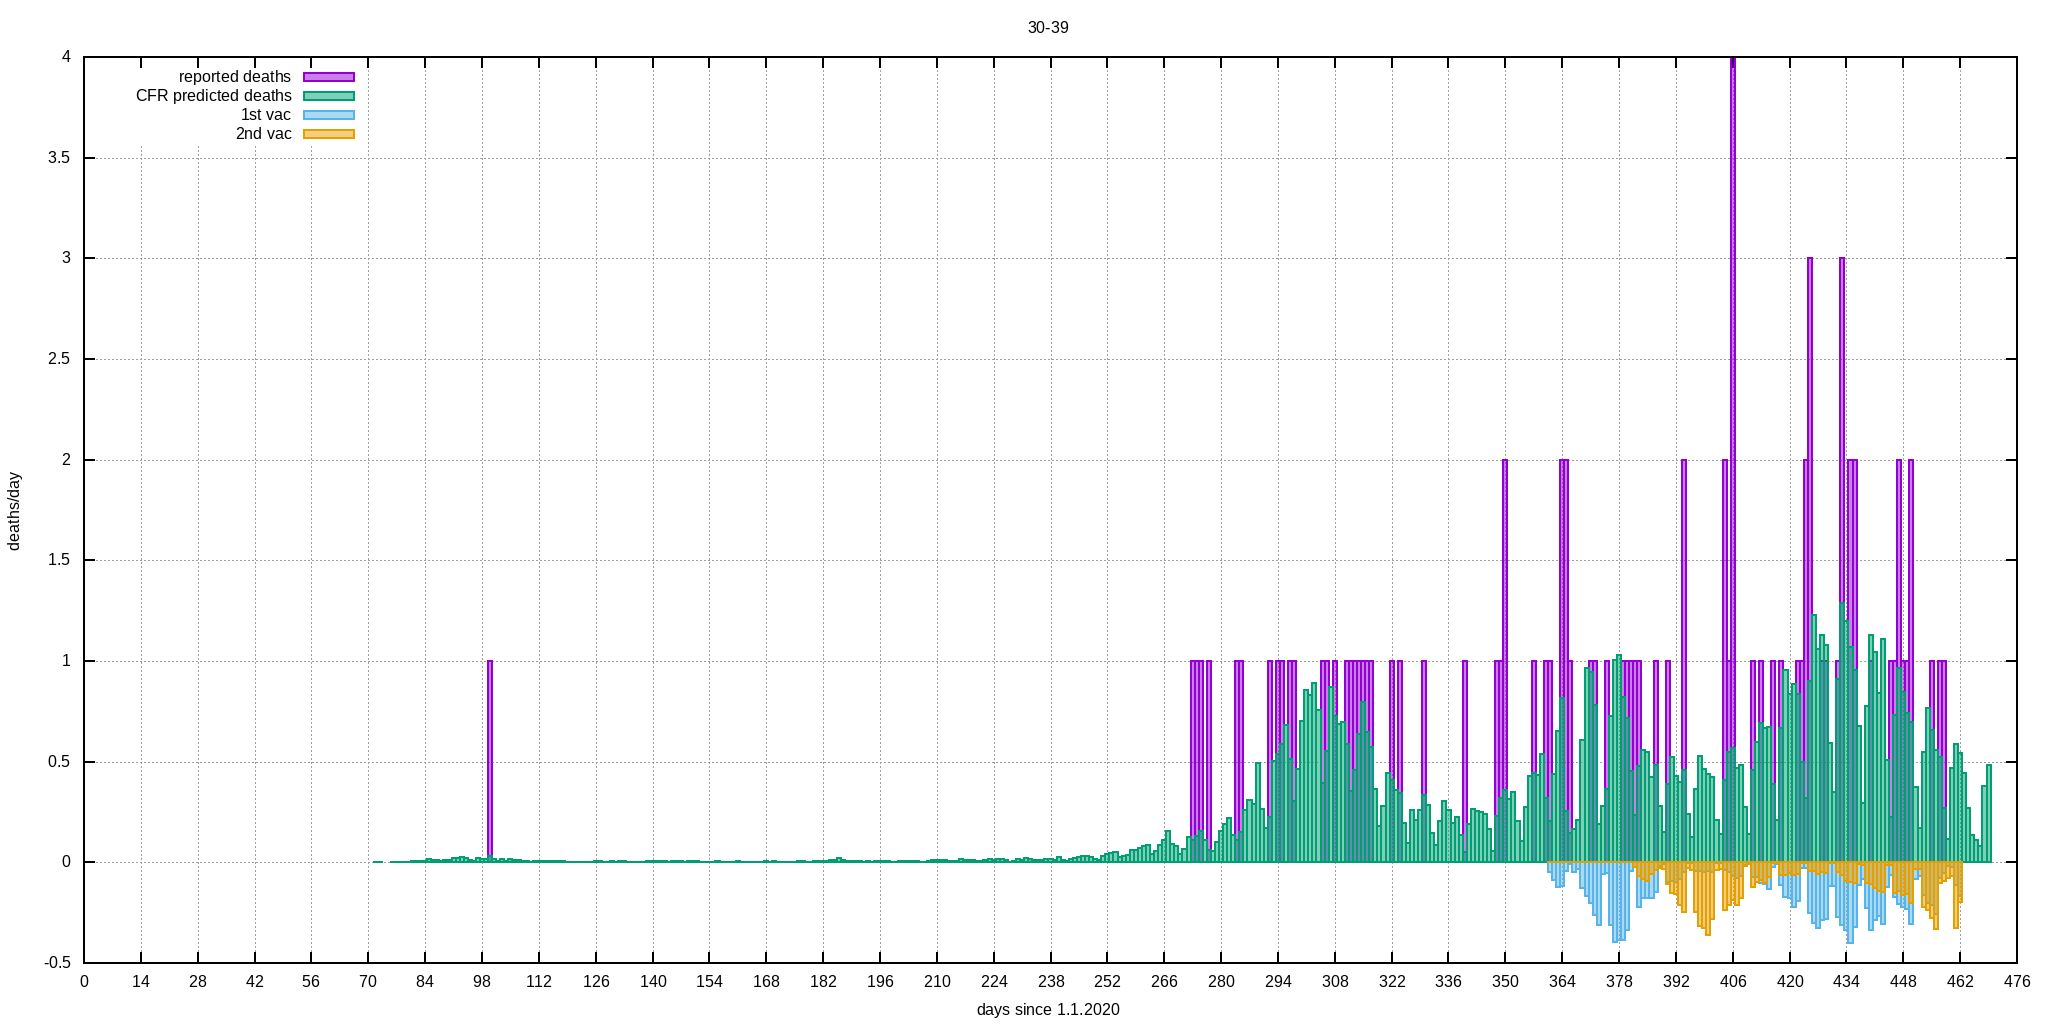 30-39
reported deaths
CFR predicted deaths
1st vac
2nd vac
4
3.5
3
2.5
2
1.5
1
0.5
0
-0.5
deaths/day
0 14 28 42 56 70 84 98 112 126 140 154 168 182 196 210 224 238 252 266 280 294 308 322 336 350 364 378 392 406 420 434 448 462 476
days since 1.1.2020